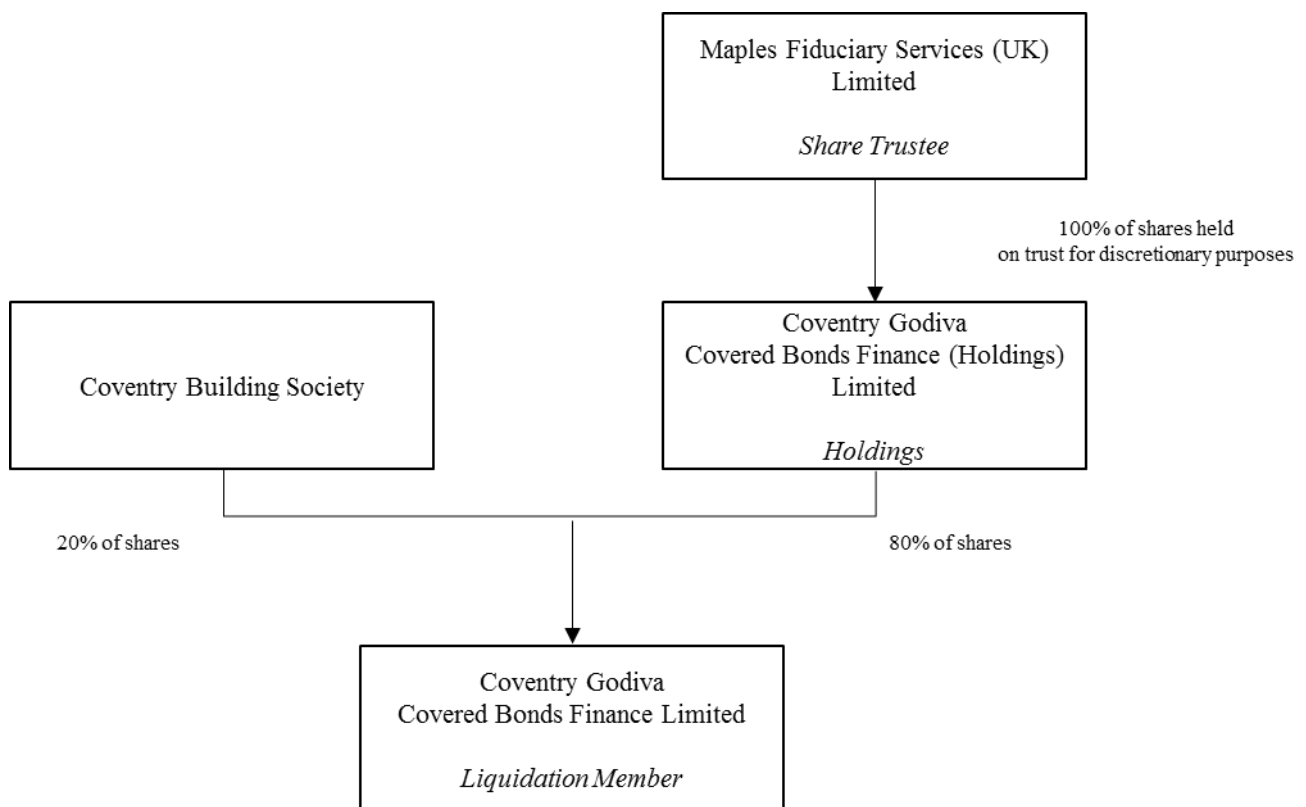 Maples Fiduciary Services (UK)
Limited
Share Trustee
100% of shares held
on trust for discretionary purposes
Coventry Building Society
Coventry Godiva
Covered Bonds Finance (Holdings)
Limited
Holdings
20% of shares
80% of shares
Coventry Godiva
Covered Bonds Finance Limited
Liquidation Member